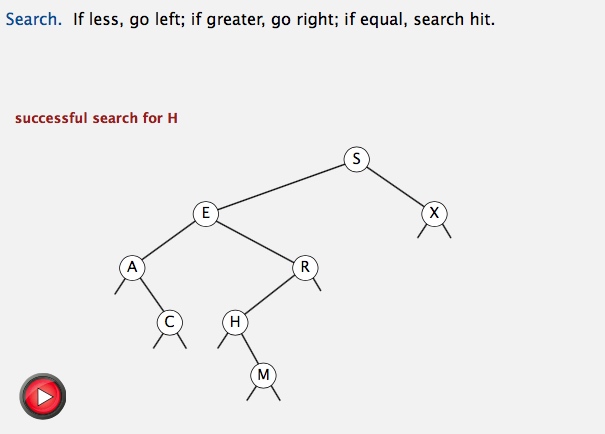 Search. If less, go left; if greater, go right; if equal, search hit.
successful search for H
S
E
X
A
R
C
H
M